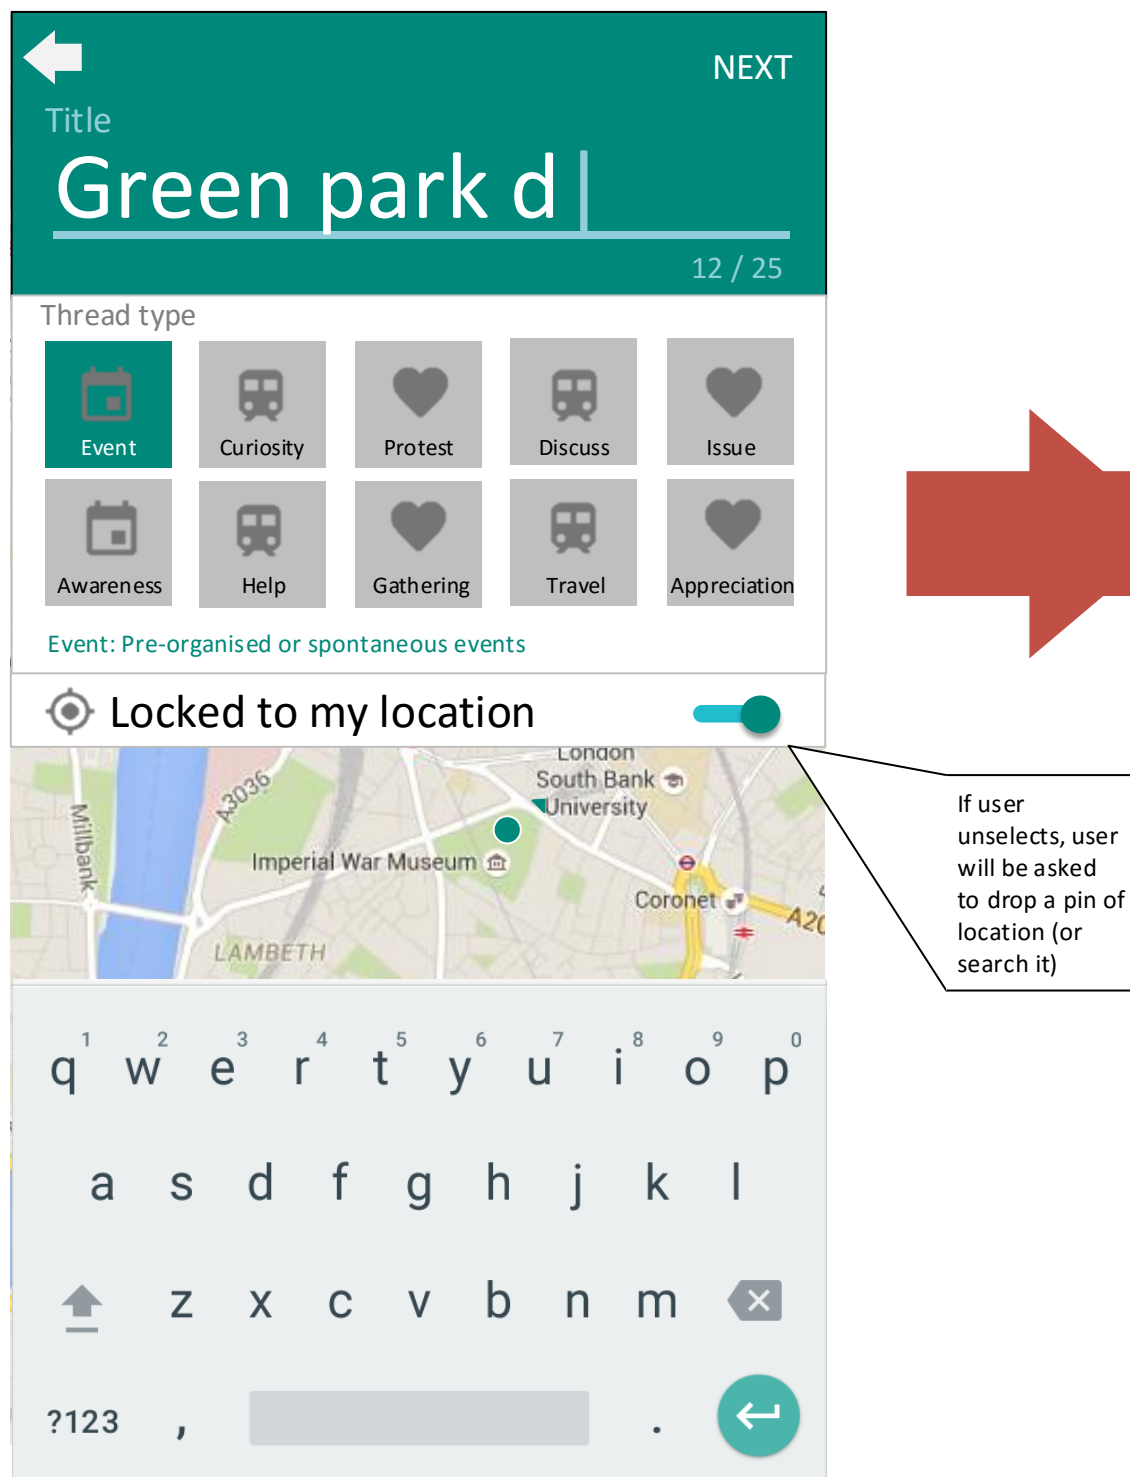 NEXT
Title
Green park d
12 / 25
Thread type
Event
Curiosity
Protest
Discuss
Issue
Awareness
Help
Gathering
Travel
Appreciation
Event: Pre-organised or spontaneous events
Locked to my location
London
South Bank
University
A3036
Millbank
Imperial War Museum
Coronet
LAMBETH
If user
unselects, user
will be asked
to drop a pin of
location (or
search it)
1 2 3 4 5 6 7 8 9 0
q w e r t y u i o p
a s d f g h j k l
z x c v b n m
?123 , .